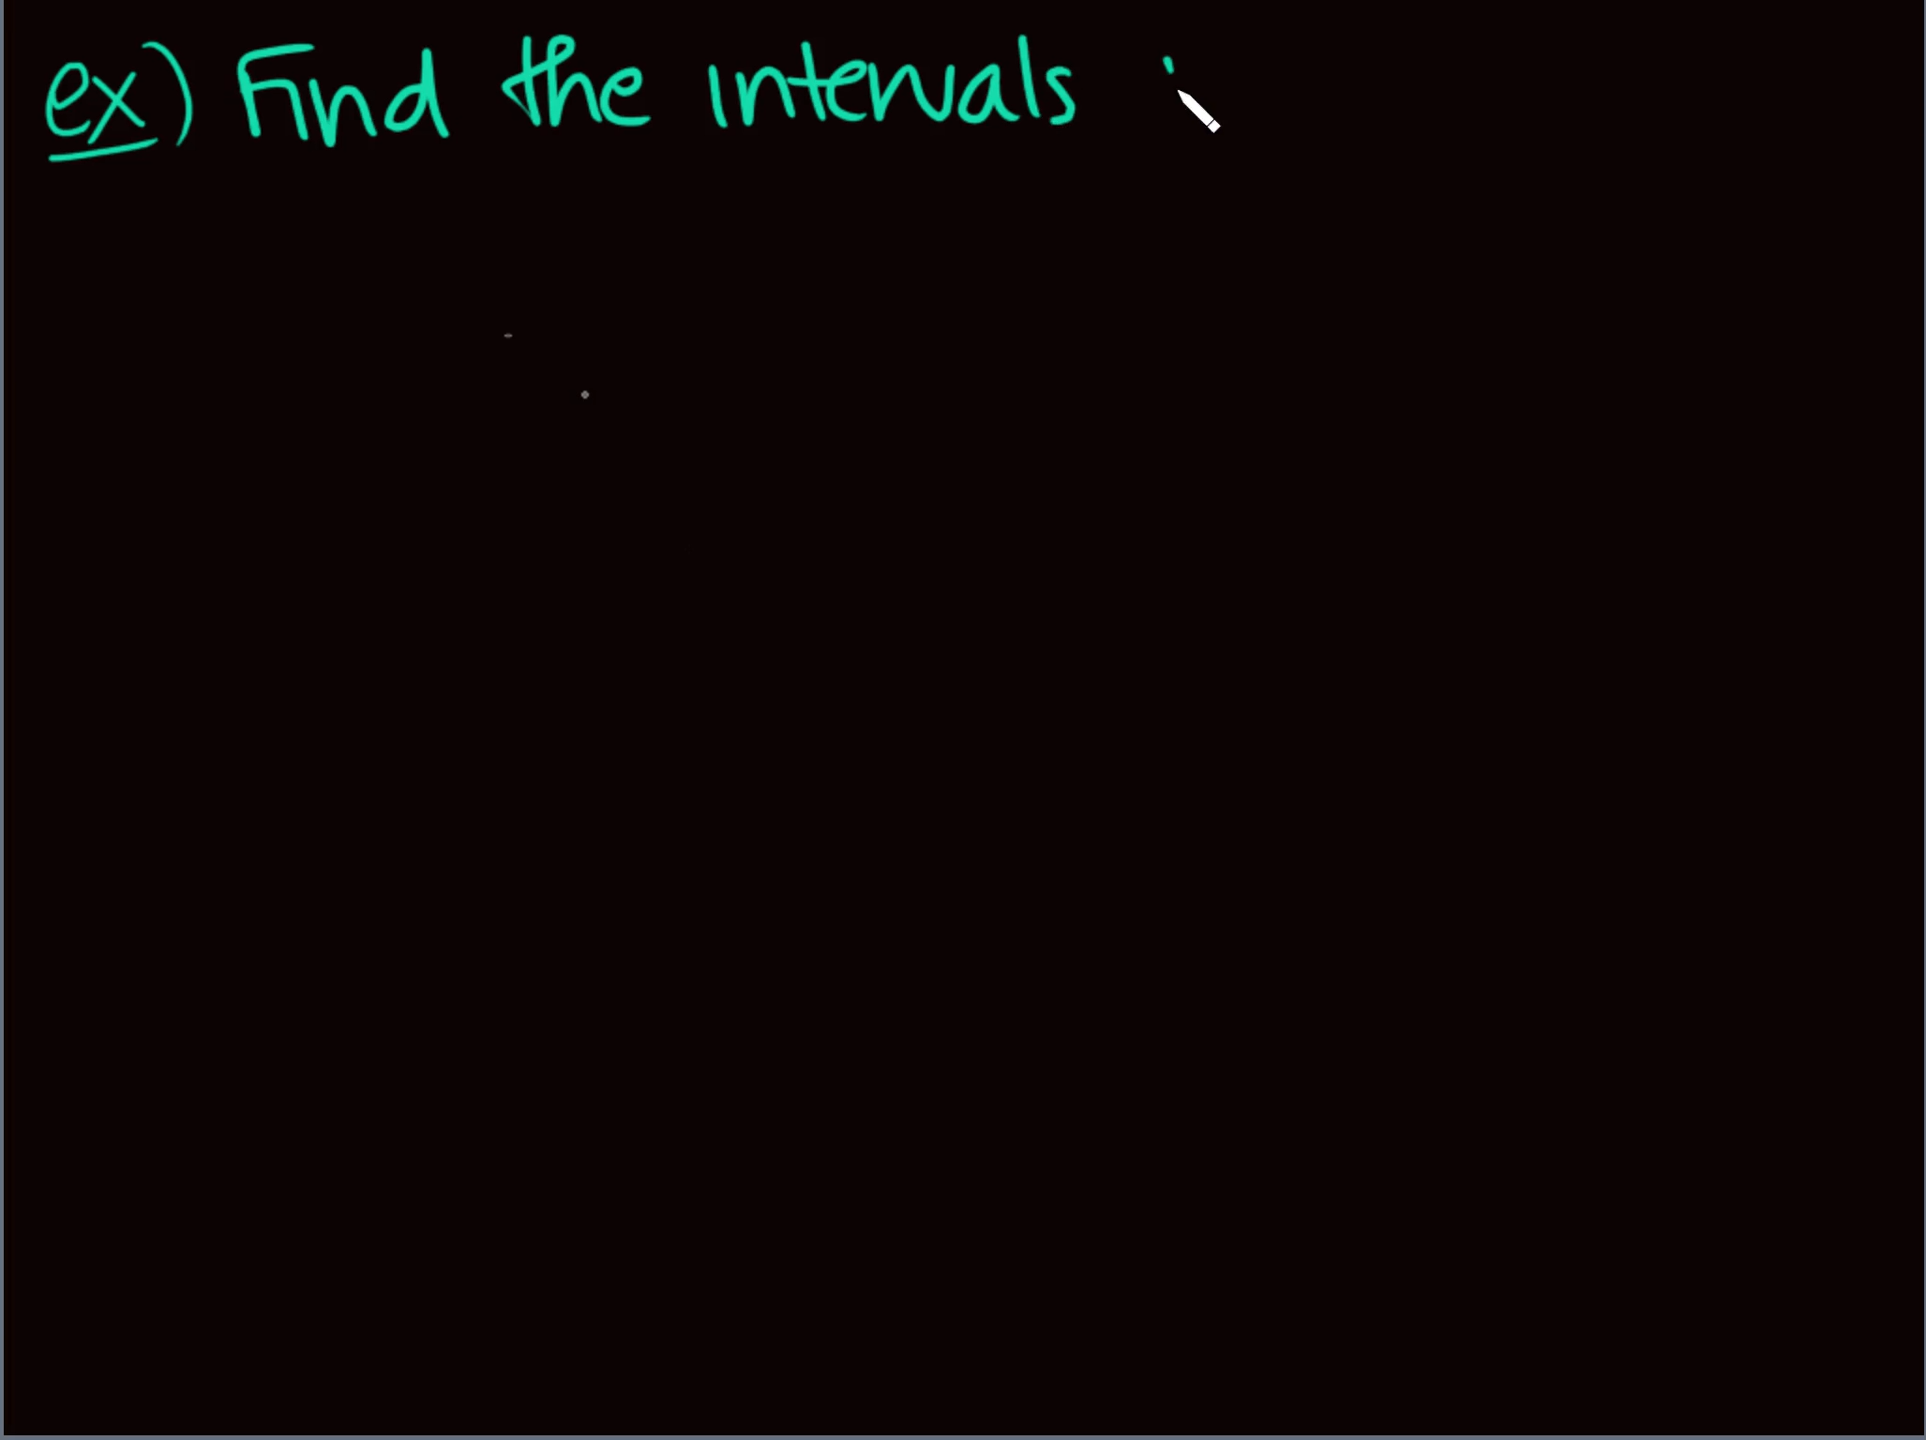 ex) Find the intervals